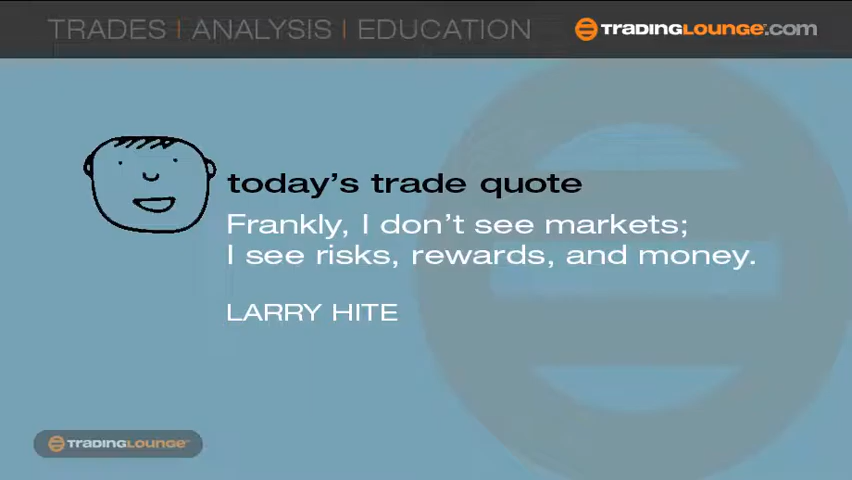 TRADES | ANALYSIS | EDUCATION
TRADINGLOUNGE.com
today's trade quote
Frankly, I don't see markets;
I see risks, rewards, and money.
LARRY HITE
TRADINGLOUNGE